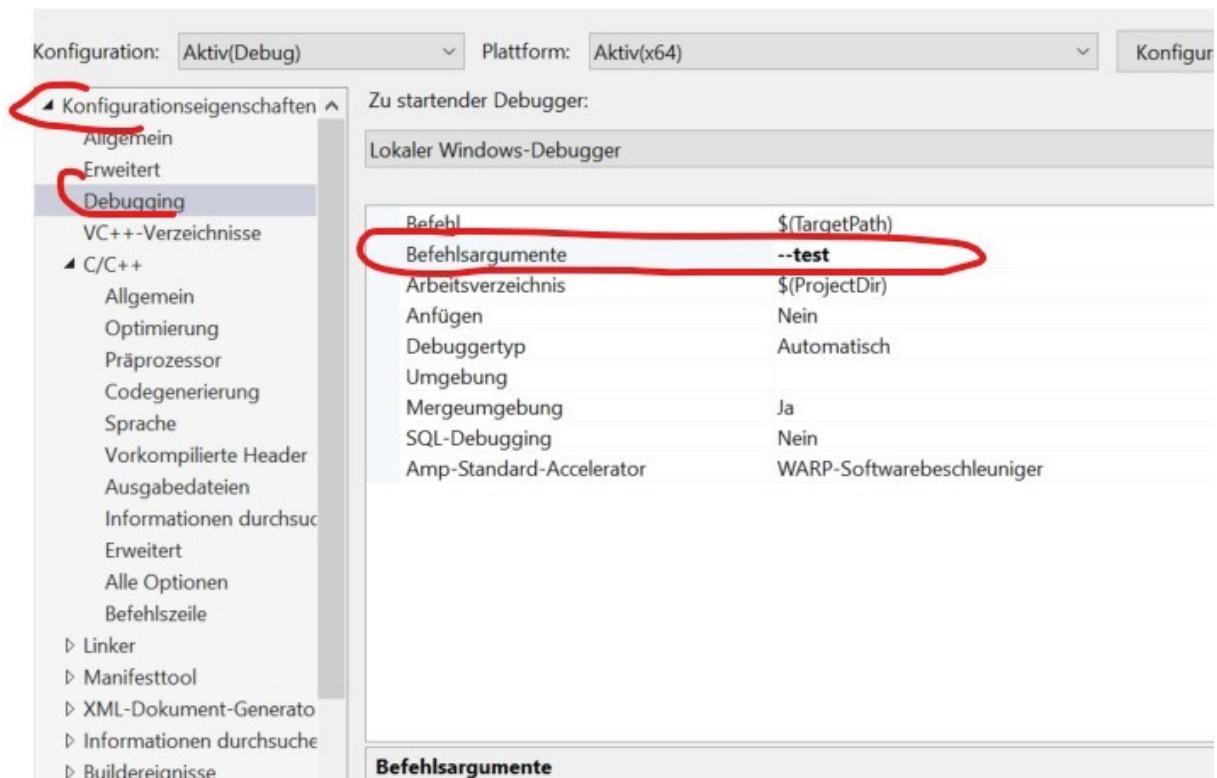 Konfiguration: Aktiv(Debug) Plattform: Aktiv(x64) Konfigur
Konfigurationseigenschaften
Allgemein
Erweitert
Debugging
VC++-Verzeichnisse
C/C++
Allgemein
Optimierung
Präprozessor
Codegenerierung
Sprache
Vorkompilierte Header
Ausgabedateien
Informationen durchsuc
Erweitert
Alle Optionen
Befehlszeile
Linker
Manifesttool
XML-Dokument-Generato
Informationen durchsuche
Buildereignisse
Zu startender Debugger:
Lokaler Windows-Debugger
Befehl $(TargetPath)
Befehlsargumente --test
Arbeitsverzeichnis $(ProjectDir)
Anfügen Nein
Debuggertyp Automatisch
Umgebung
Mergeumgebung Ja
SQL-Debugging Nein
Amp-Standard-Accelerator WARP-Softwarebeschleuniger
Befehlsargumente